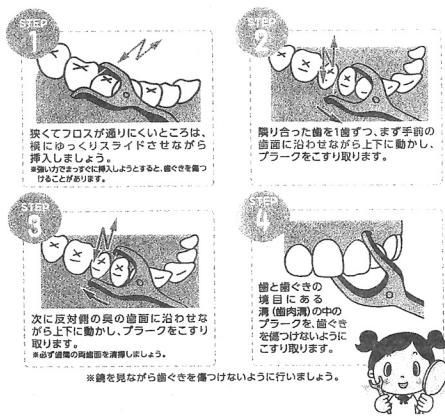 STEP
1
狭くてフロスが通りにくいところは、
横にゆっくりスライドさせながら
挿入しましょう。
※強い力でまっすぐに挿入しようとすると、歯ぐきを傷つ
けることがあります。
STEP
2
隣り合った歯を1歯ずつ、まず手前の
歯面に沿わせながら上下に動かし、
プラークをこすり取ります。
STEP
3
次に反対側の奥の歯面に沿わせな
がら上下に動かし、プラークをこすり
取ります。
※必ず歯間の両歯面を清掃しましょう。
STEP
4
歯と歯ぐきの
境目にある
溝(歯肉溝)の中の
プラークを、歯ぐき
を傷つけないように
こすり取ります。
※鏡を見ながら歯ぐきを傷つけないように行いましょう。